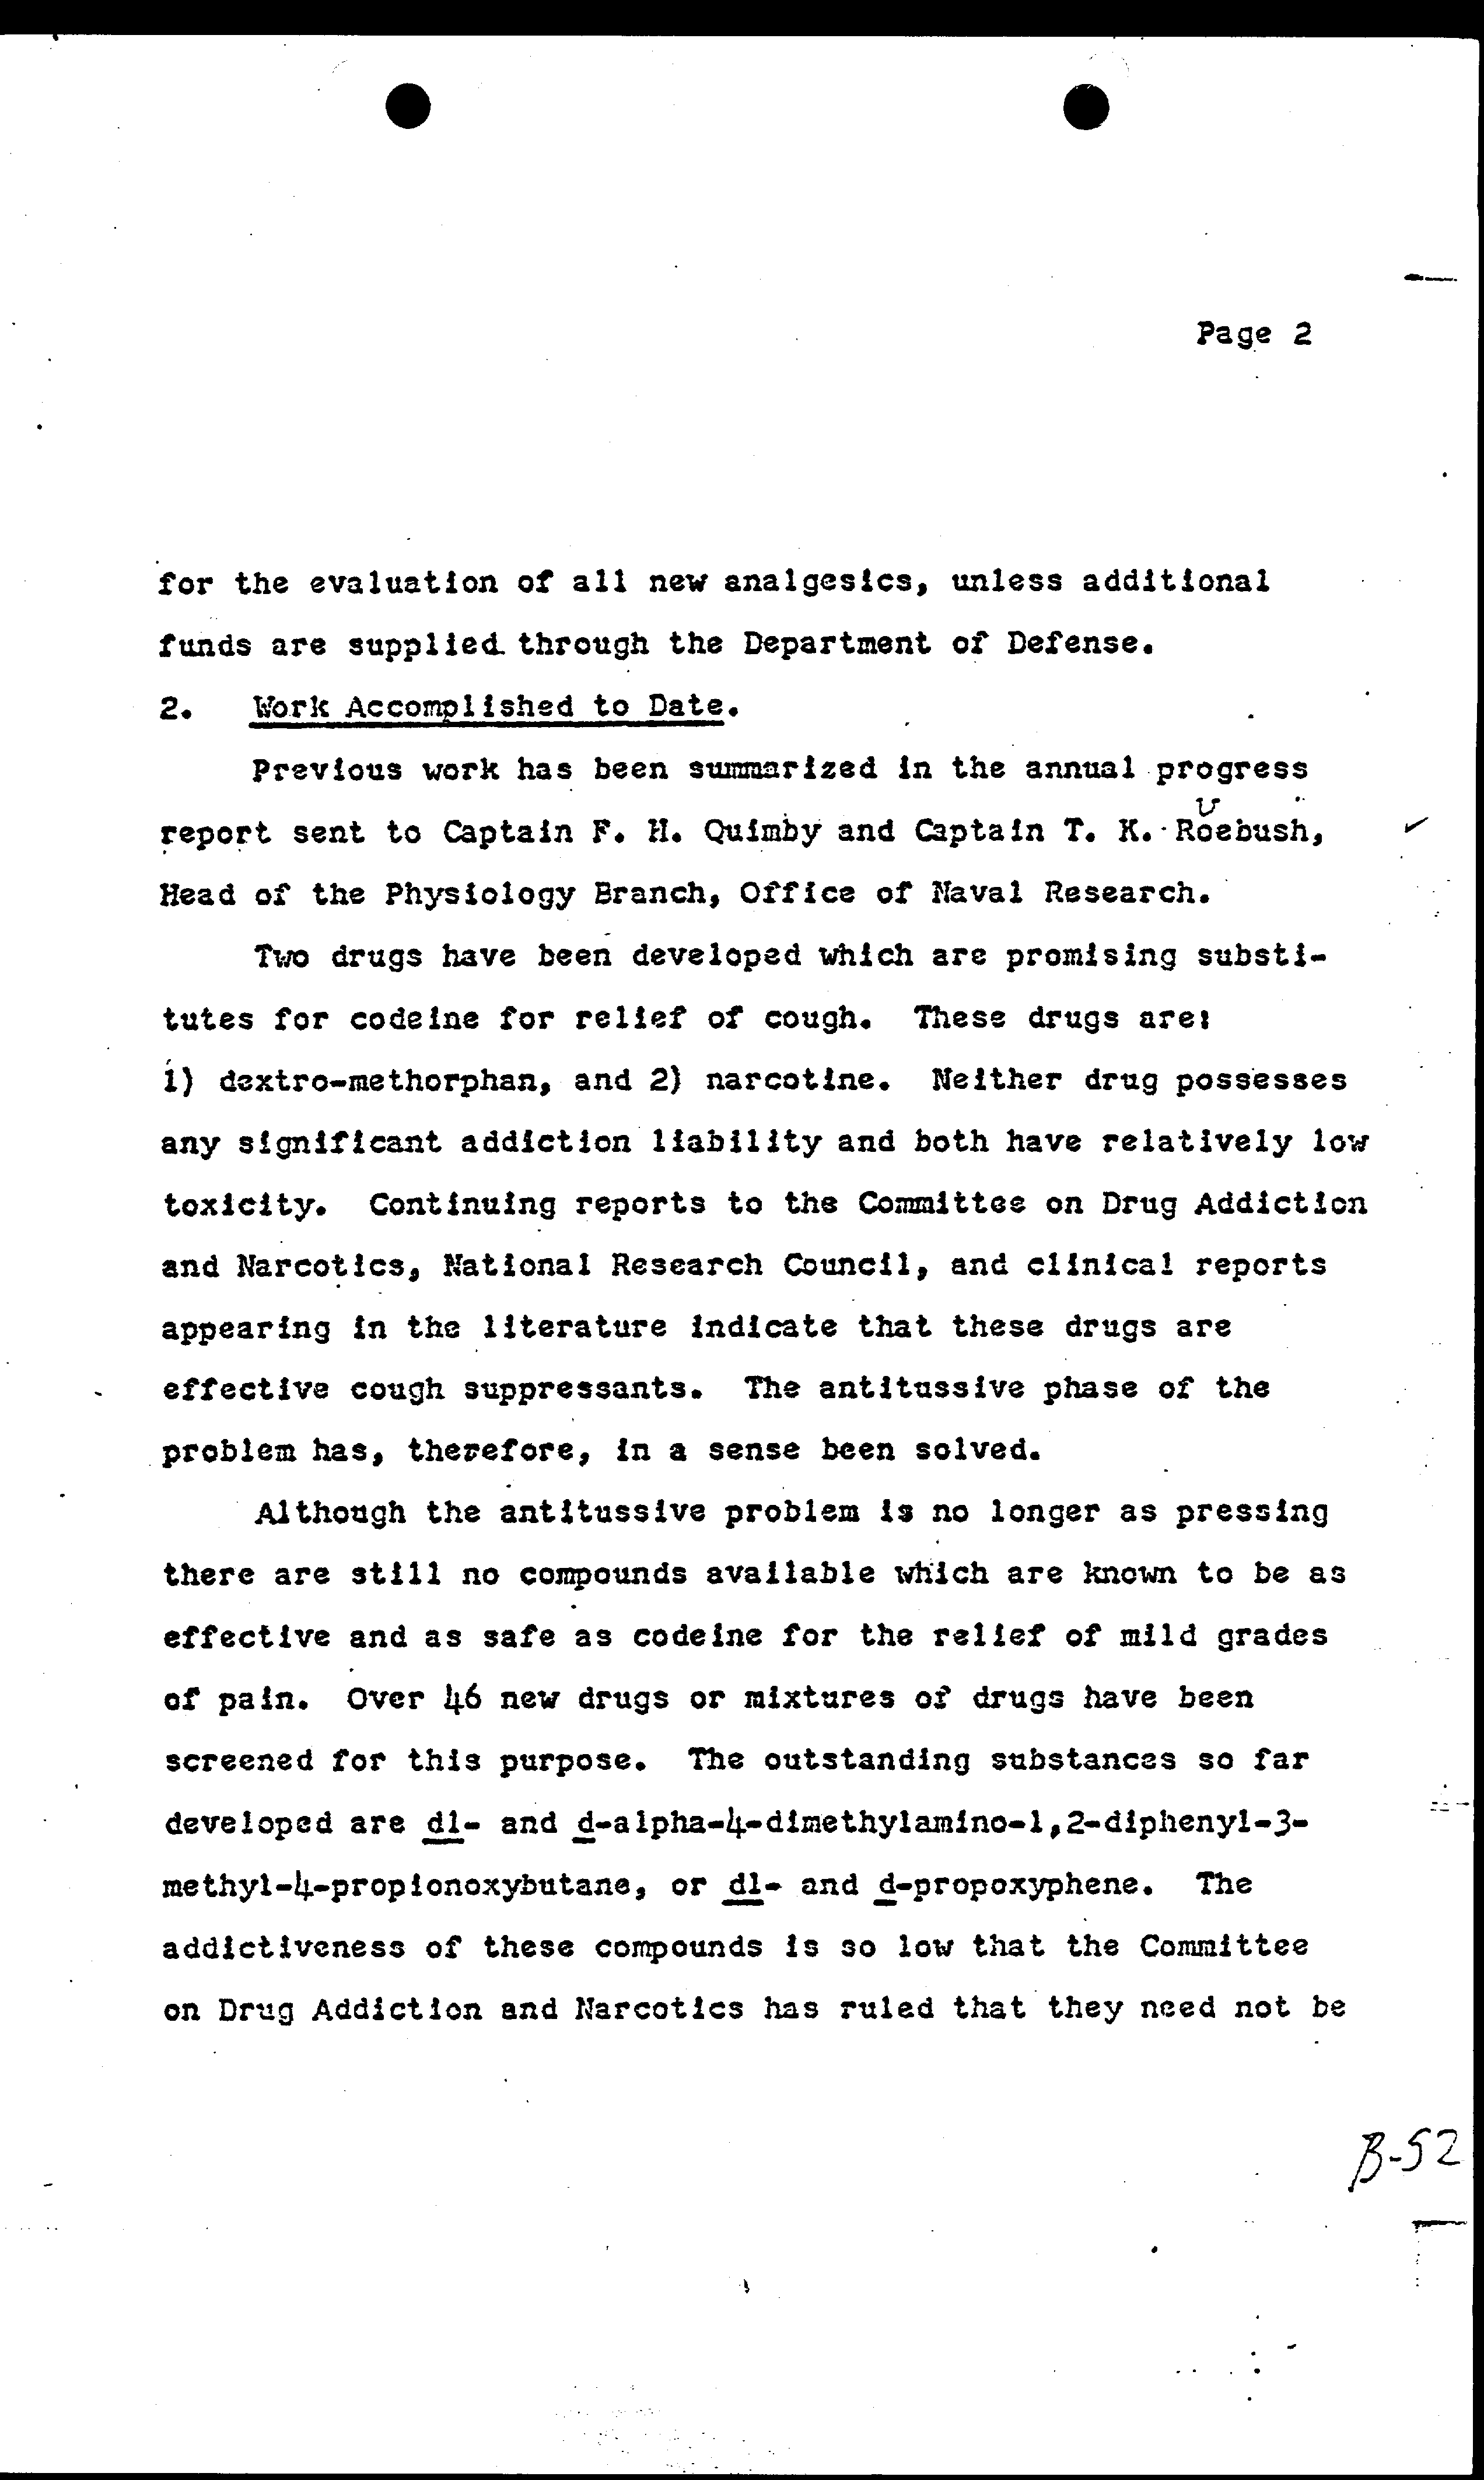 Page 2
for the evaluation of all new analgesics, unless additional
funds are supplied through the Department of Defense.
2. Work Accomplished to Date.
Previous work has been summarized in the annual progress
U
report sent to Captain F. H. Quimby and Captain T. K. Roebush,
Head of the Physiology Branch, Office of Naval Research.
Two drugs have been developed which are promising substi-
tutes for codeine for relief of cough. These drugs are:
1) dextro-methorphan, and 2) narcotine. Neither drug possesses
any significant addiction liability and both have relatively low
toxicity. Continuing reports to the Committee on Drug Addiction
and Narcotics, National Research Council, and clinical reports
appearing in the literature indicate that these drugs are
effective cough suppressants. The antitussive phase of the
problem has, therefore, in a sense been solved.
Although the antitussive problem is no longer as pressing
there are still no compounds available which are known to be as
effective and as safe as codeine for the relief of mild grades
of pain. Over 46 new drugs or mixtures of drugs have been
screened for this purpose. The outstanding substances so far
developed are dl- and d-alpha-4-dimethylamino-1,2-diphenyl-3-
methyl-4-propionoxybutane, or dl- and d-propoxyphene. The
addictiveness of these compounds is so low that the Committee
on Drug Addiction and Narcotics has ruled that they need not be
B-52